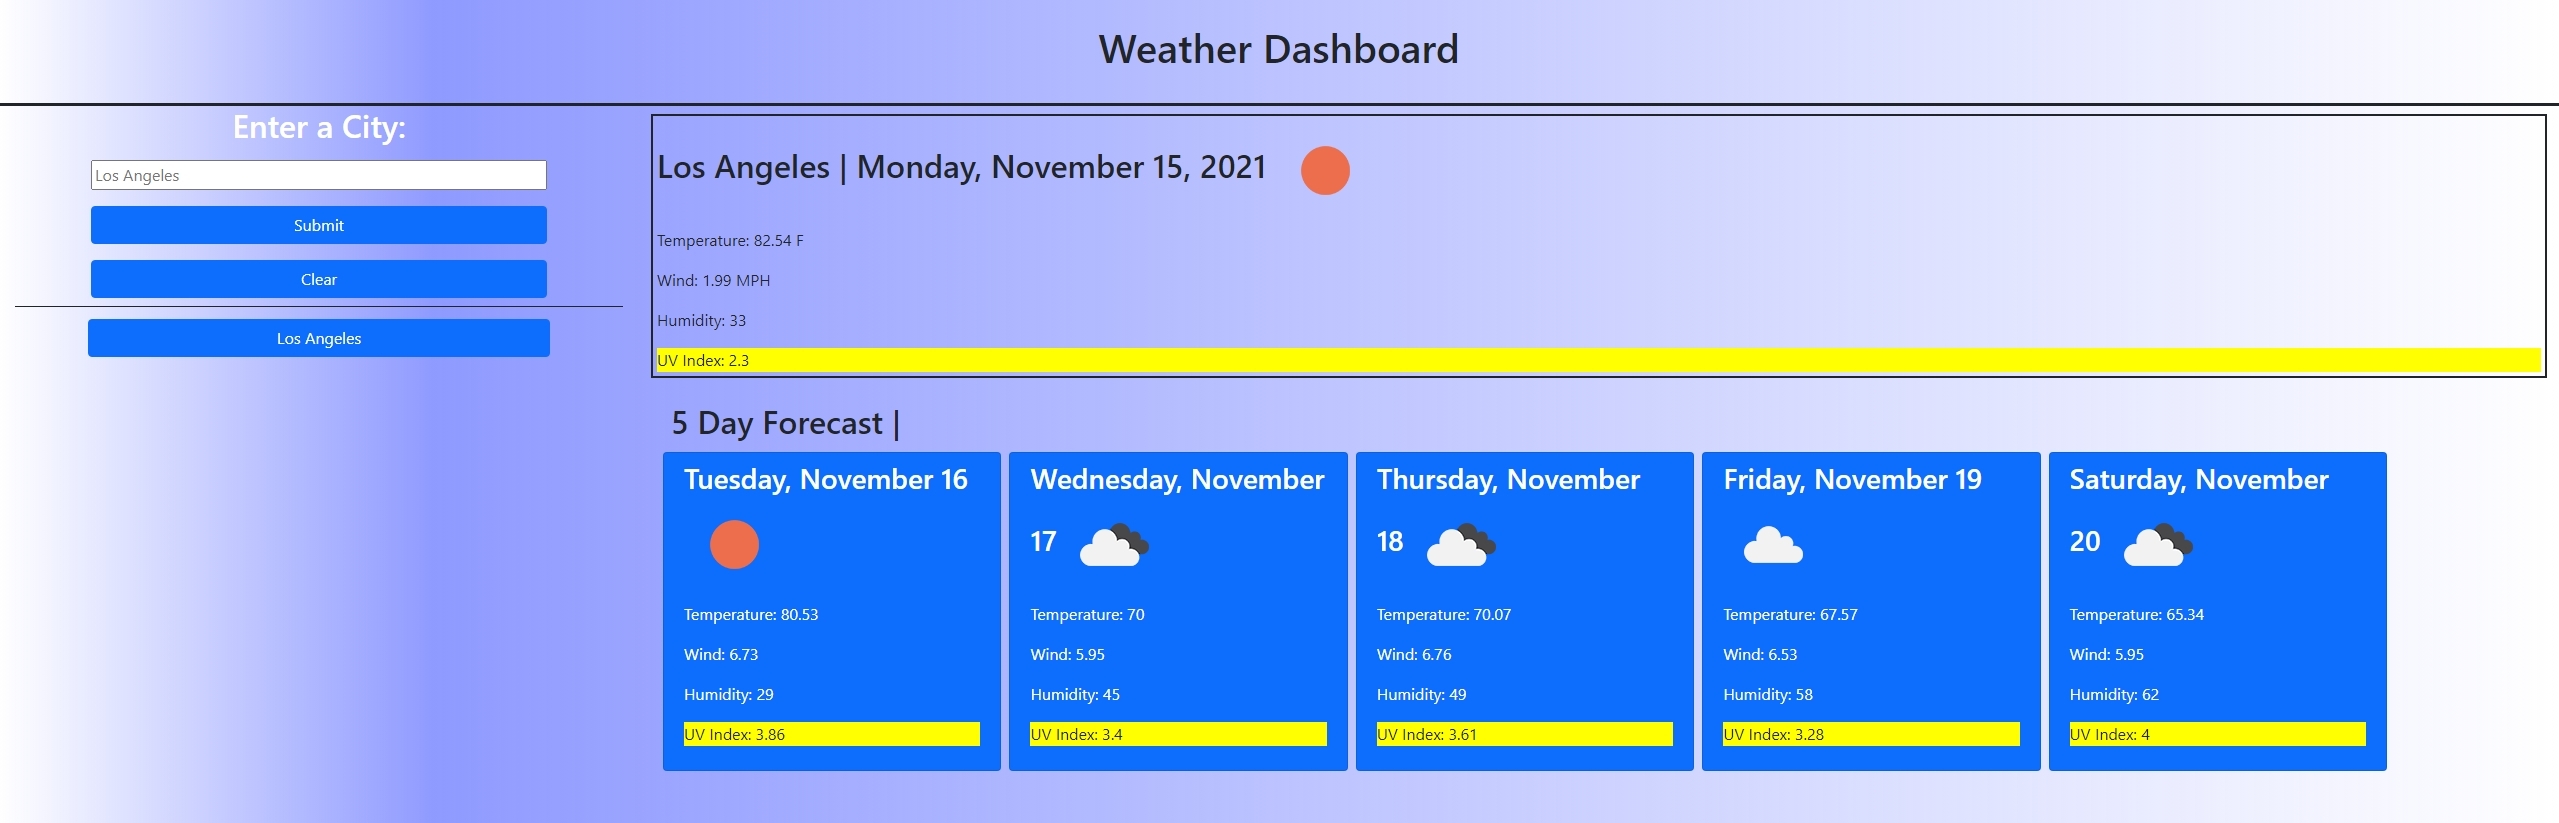 Weather Dashboard
Enter a City:
Los Angeles
Submit
Clear
Los Angeles
Los Angeles | Monday, November 15, 2021
Temperature: 82.54 F
Wind: 1.99 MPH
Humidity: 33
UV Index: 2.3
5 Day Forecast |
Tuesday, November 16
Temperature: 80.53
Wind: 6.73
Humidity: 29
UV Index: 3.86
Wednesday, November
17
Temperature: 70
Wind: 5.95
Humidity: 45
UV Index: 3.4
Thursday, November
18
Temperature: 70.07
Wind: 6.76
Humidity: 49
UV Index: 3.61
Friday, November 19
Temperature: 67.57
Wind: 6.53
Humidity: 58
UV Index: 3.28
Saturday, November
20
Temperature: 65.34
Wind: 5.95
Humidity: 62
UV Index: 4